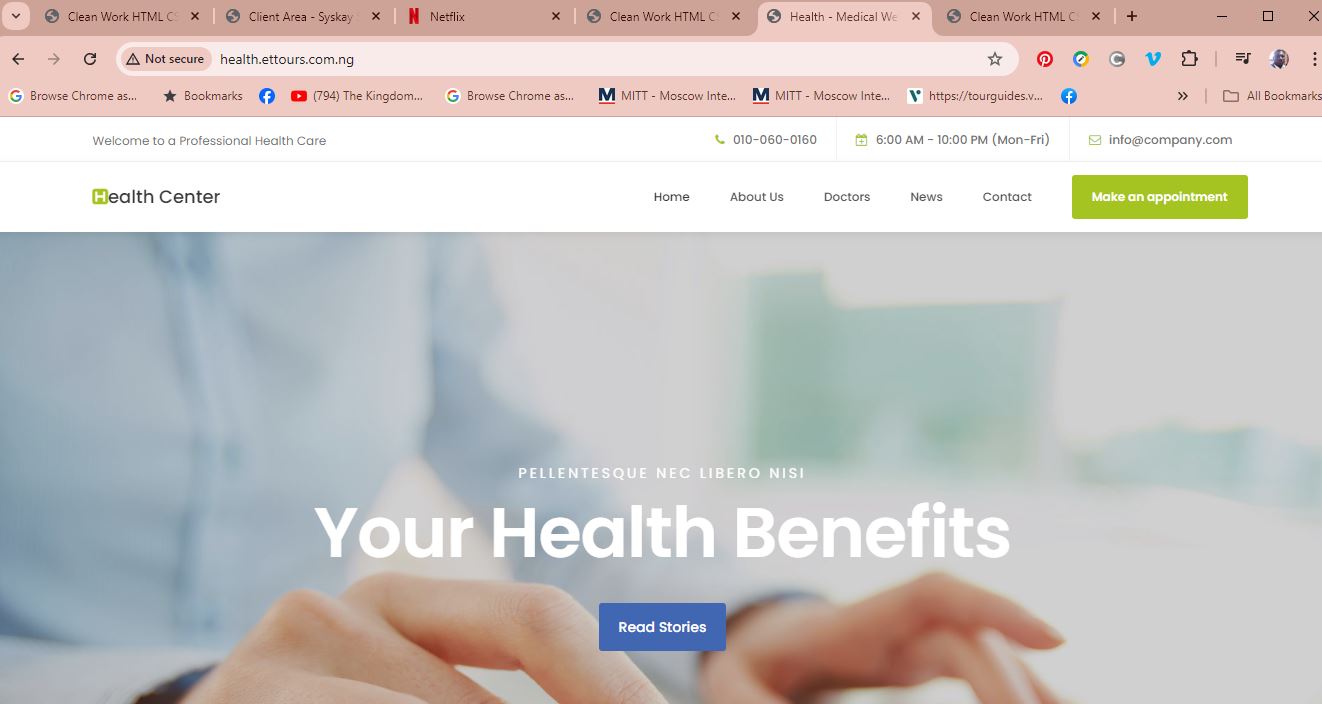 Clean Work HTML CS
Client Area - Syskay
Netflix
Clean Work HTML C
Health - Medical We
Clean Work HTML C
Not secure
health.ettours.com.ng
Browse Chrome as...
Bookmarks
(794) The Kingdom...
Browse Chrome as...
MITT - Moscow Inte...
MITT - Moscow Inte...
https://tourguides.v...
All Bookmarks
Welcome to a Professional Health Care
010-060-0160
6:00 AM - 10:00 PM (Mon-Fri)
info@company.com
Health Center
Home
About Us
Doctors
News
Contact
Make an appointment
PELLENTESQUE NEC LIBERO NISI
Your Health Benefits
Read Stories